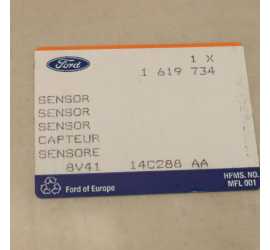 Ford
1 X
1 619 734
SENSOR
SENSOR
SENSOR
CAPTEUR
SENSORE
8V41 14C288 AA
Ford of Europe
HFMS. NO.
MFL 001